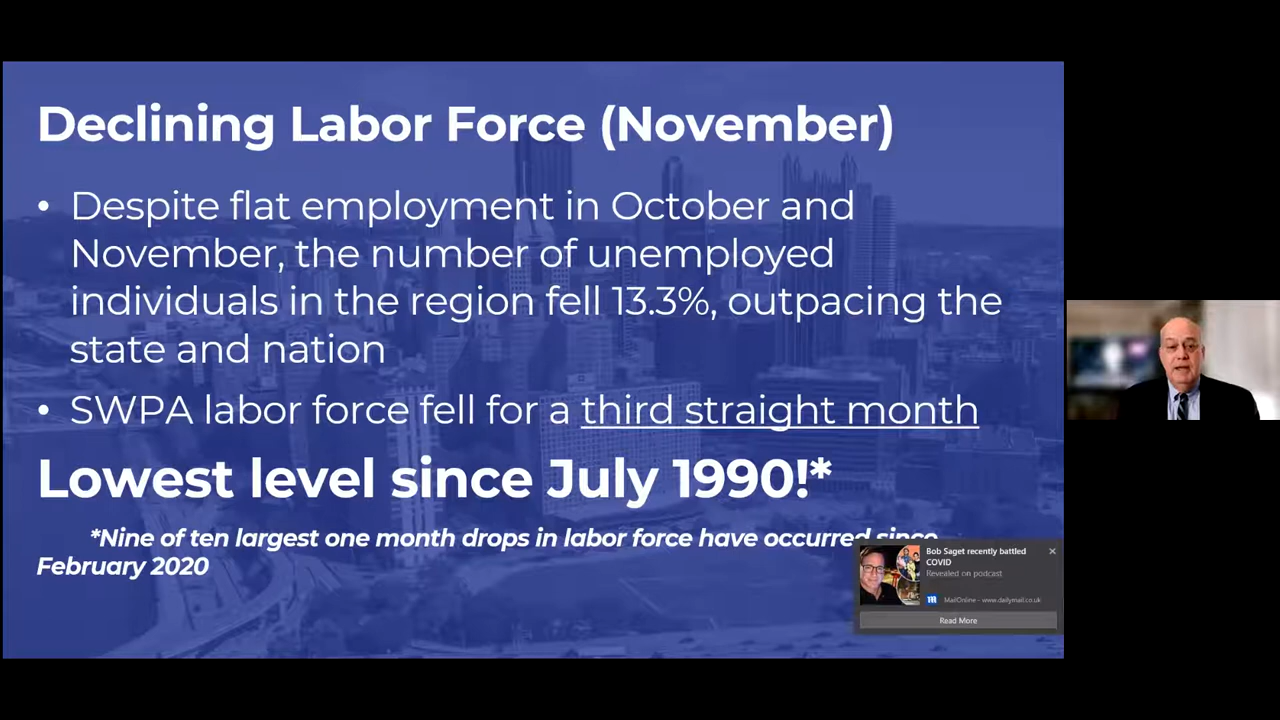 Declining Labor Force (November)
• Despite flat employment in October and
November, the number of unemployed
individuals in the region fell 13.3%, outpacing the
state and nation
• SWPA labor force fell for a third straight month
Lowest level since July 1990!*
*Nine of ten largest one month drops in labor force have occurred since
February 2020
Bob Saget recently battled
COVID
Revealed on podcast
MailOnline - www.dailymail.co.uk
Read More